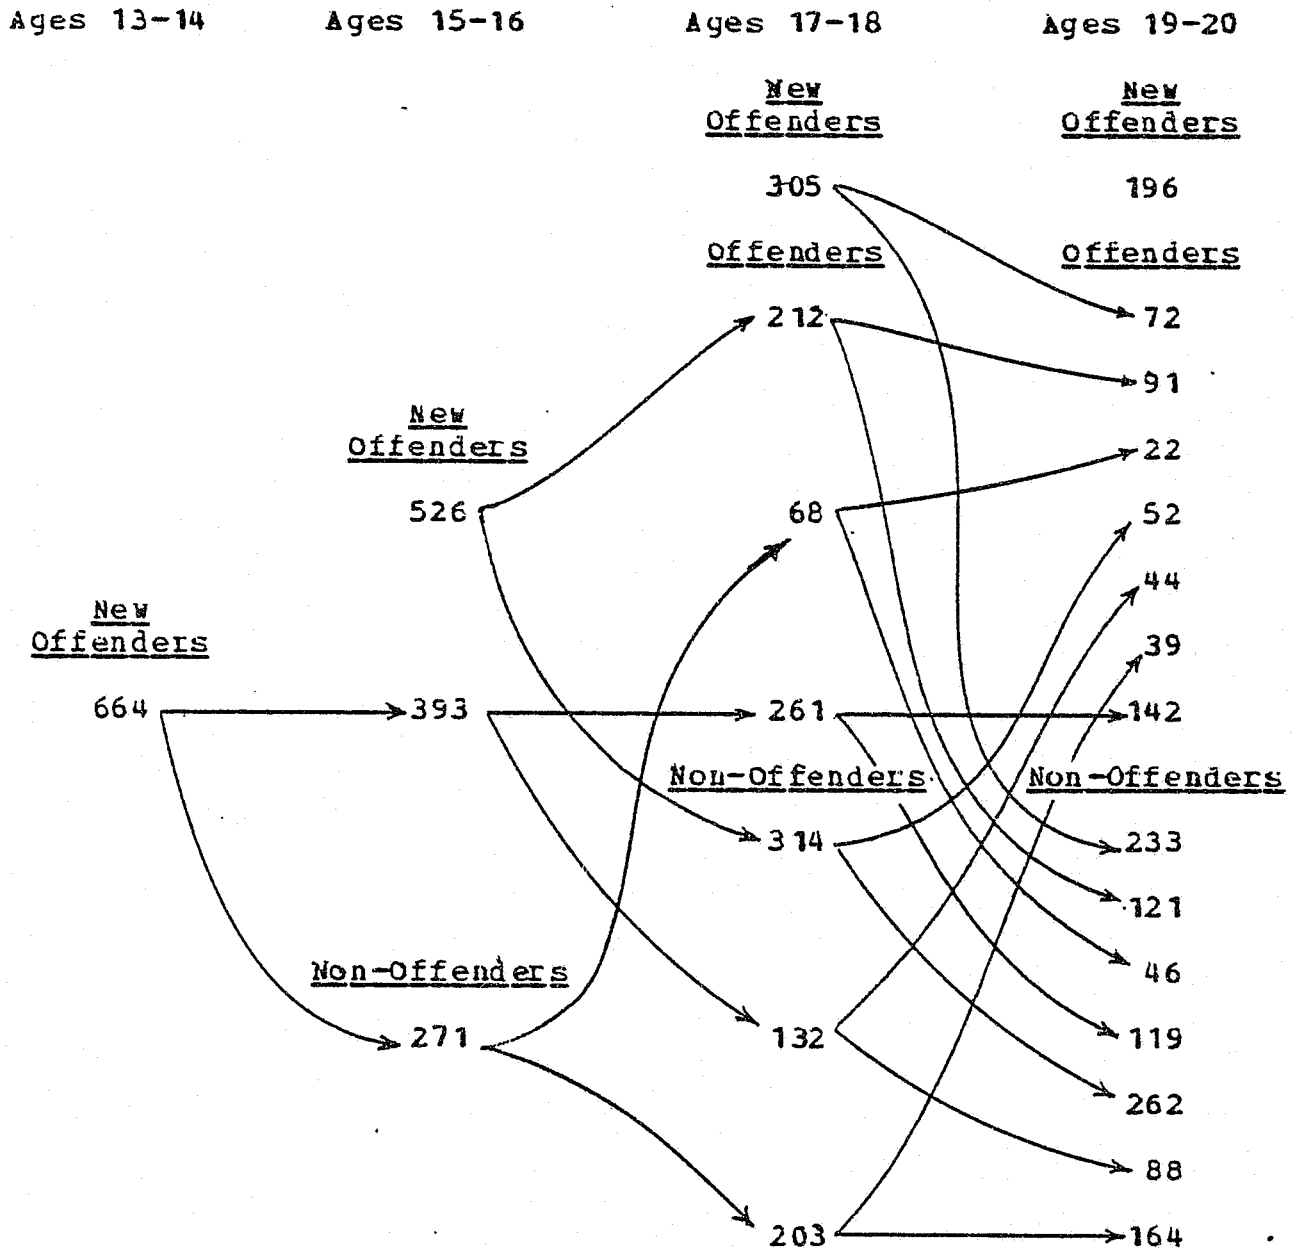 Ages 13-14 Ages 15-16 Ages 17-18 Ages 19-20
New New
Offenders Offenders
305 196
Offenders Offenders
212 72
91
New
Offenders 22
526 68 52
44
New
Offenders 39
664 393 261 142
Non-Offenders Non-Offenders
314 233
121
Non-Offenders 46
271 132 119
262
88
203 164